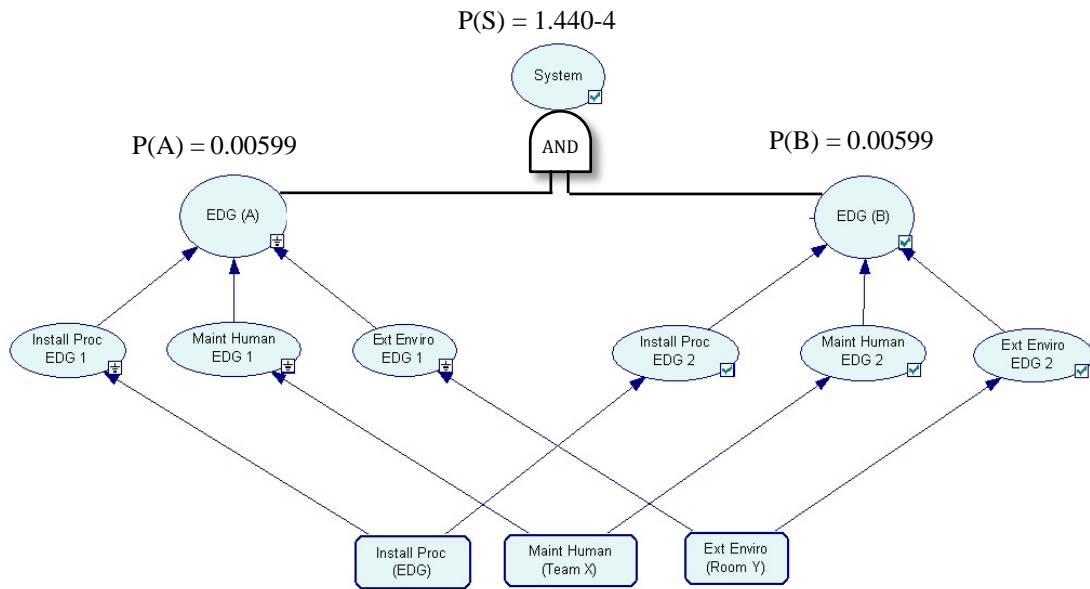 P(S) = 1.440-4
System
AND
P(A) = 0.00599
P(B) = 0.00599
EDG (A)
EDG (B)
Install Proc
EDG 1
Maint Human
EDG 1
Ext Enviro
EDG 1
Install Proc
EDG 2
Maint Human
EDG 2
Ext Enviro
EDG 2
Install Proc
(EDG)
Maint Human
(Team X)
Ext Enviro
(Room Y)